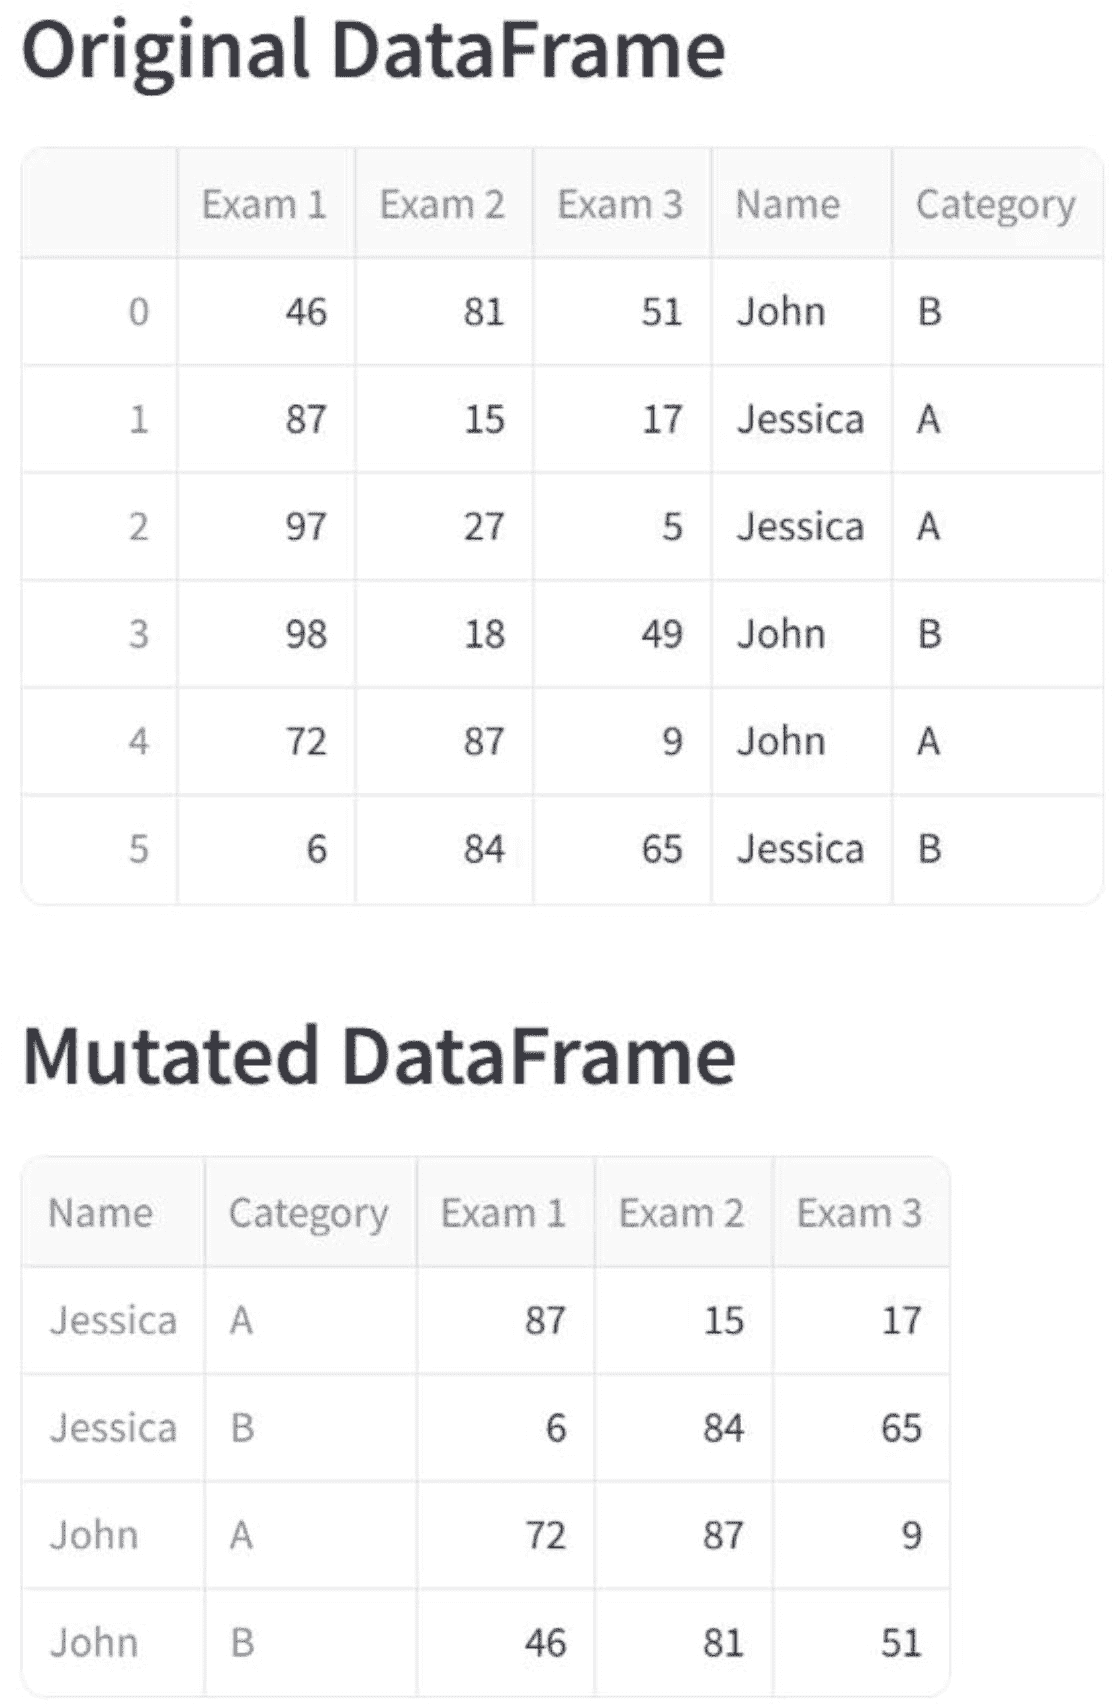 Original DataFrame
Exam 1 Exam 2 Exam 3 Name Category
0 46 81 51 John B
1 87 15 17 Jessica A
2 97 27 5 Jessica A
3 98 18 49 John B
4 72 87 9 John A
5 6 84 65 Jessica B
Mutated DataFrame
Name Category Exam 1 Exam 2 Exam 3
Jessica A 87 15 17
Jessica B 6 84 65
John A 72 87 9
John B 46 81 51